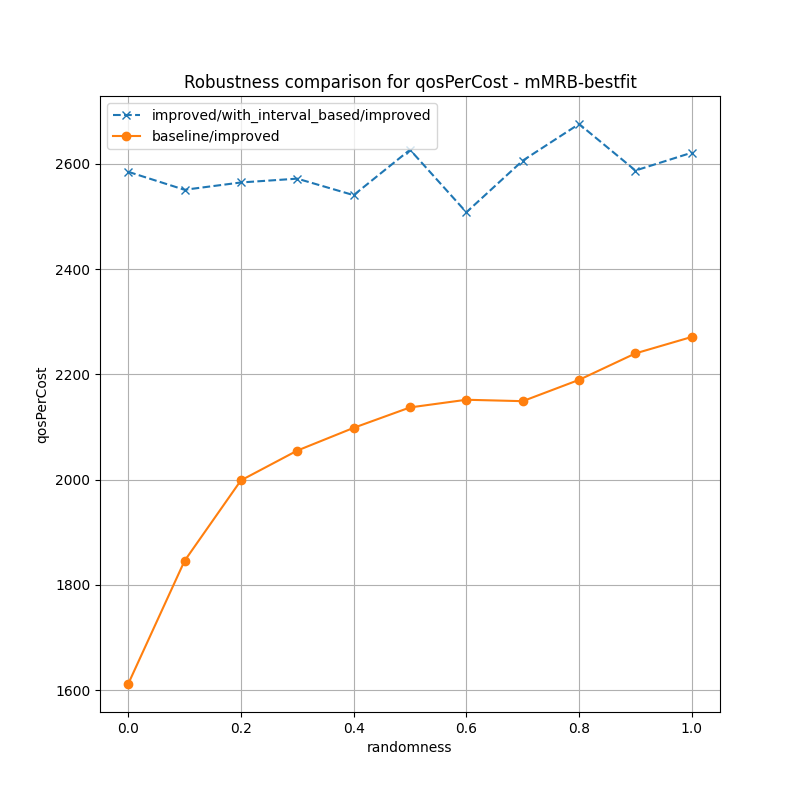 Robustness comparison for qosPerCost - mMRB-bestfit
improved/with_interval_based/improved
baseline/improved
2600
2400
2200
2000
1800
1600
qosPerCost
0.0 0.2 0.4 0.6 0.8 1.0
randomness